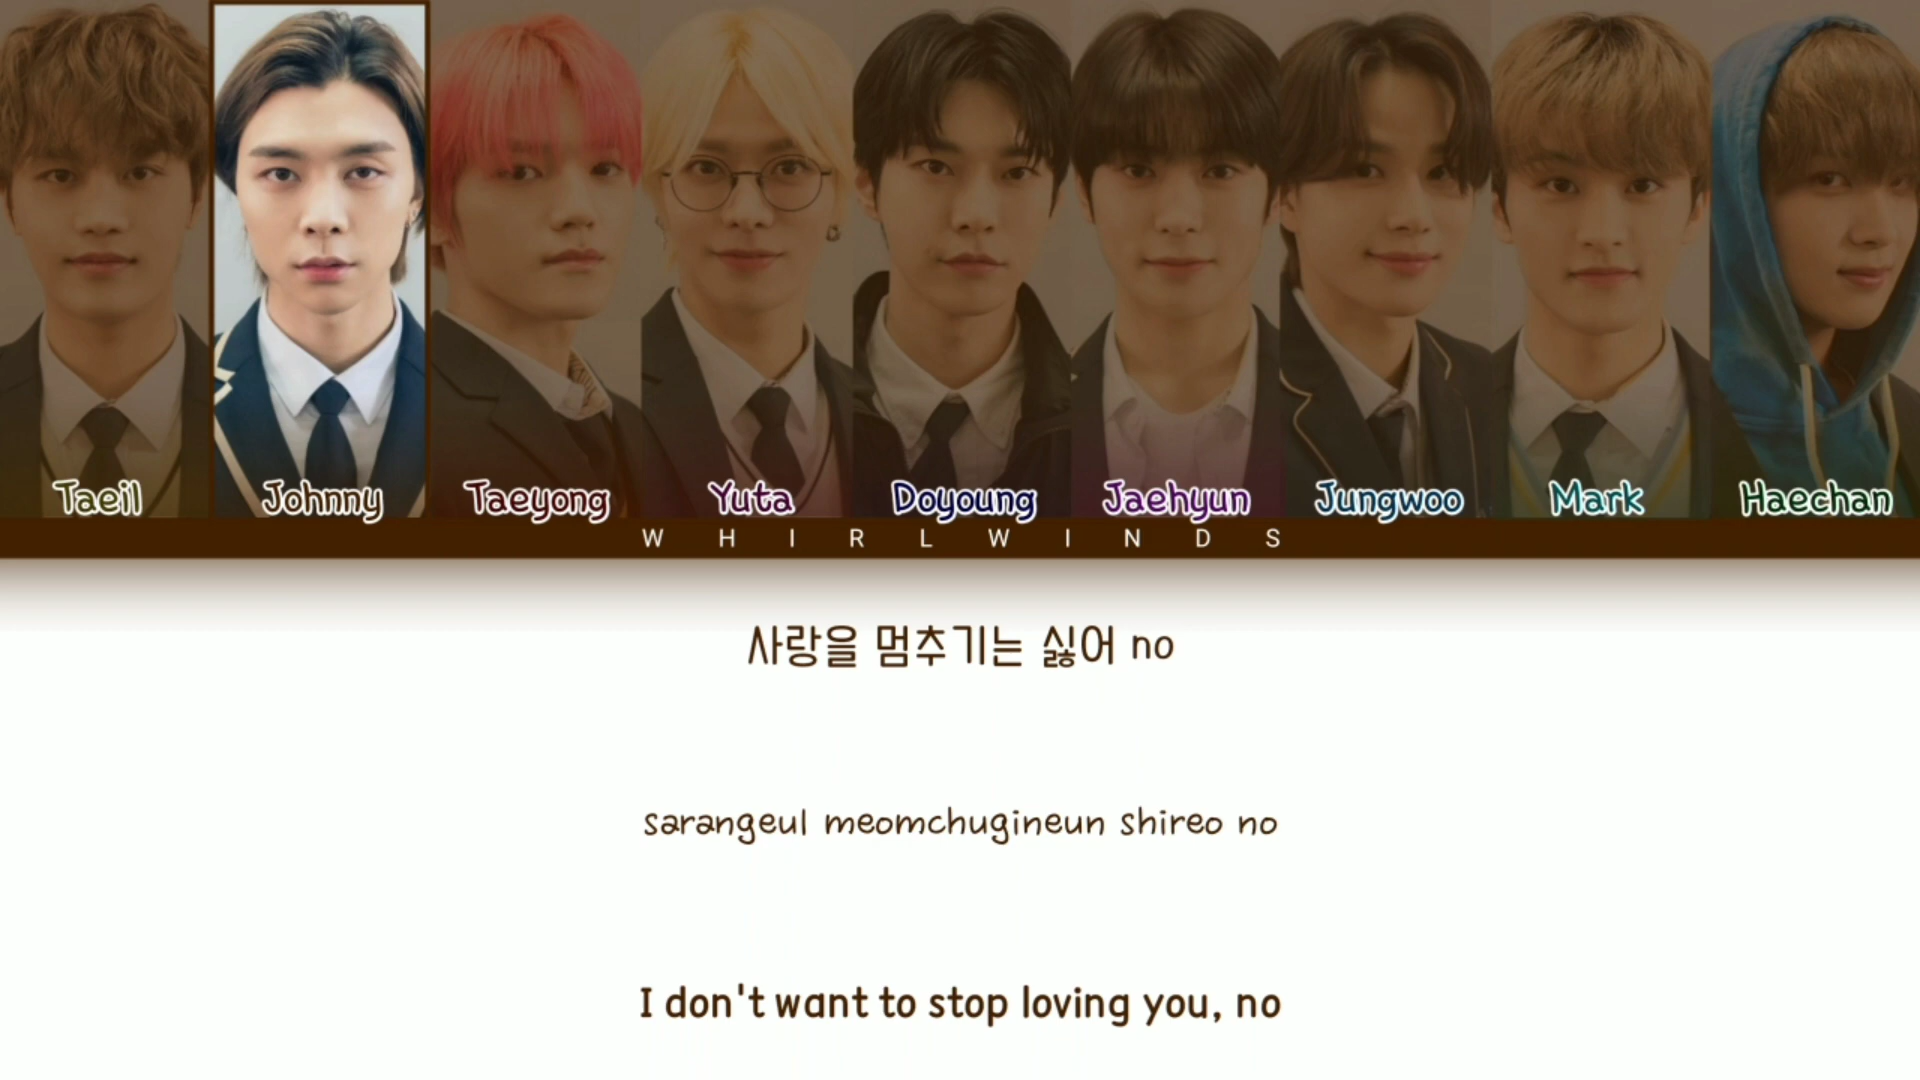 Taeil Johnny Taeyong Yuta Doyoung Jaehyun Jungwoo Mark Haechan
WHIRLWINDS
사랑을 멈추기는 싫어 no
sarangeul meomchugineun shireo no
I don't want to stop loving you, no